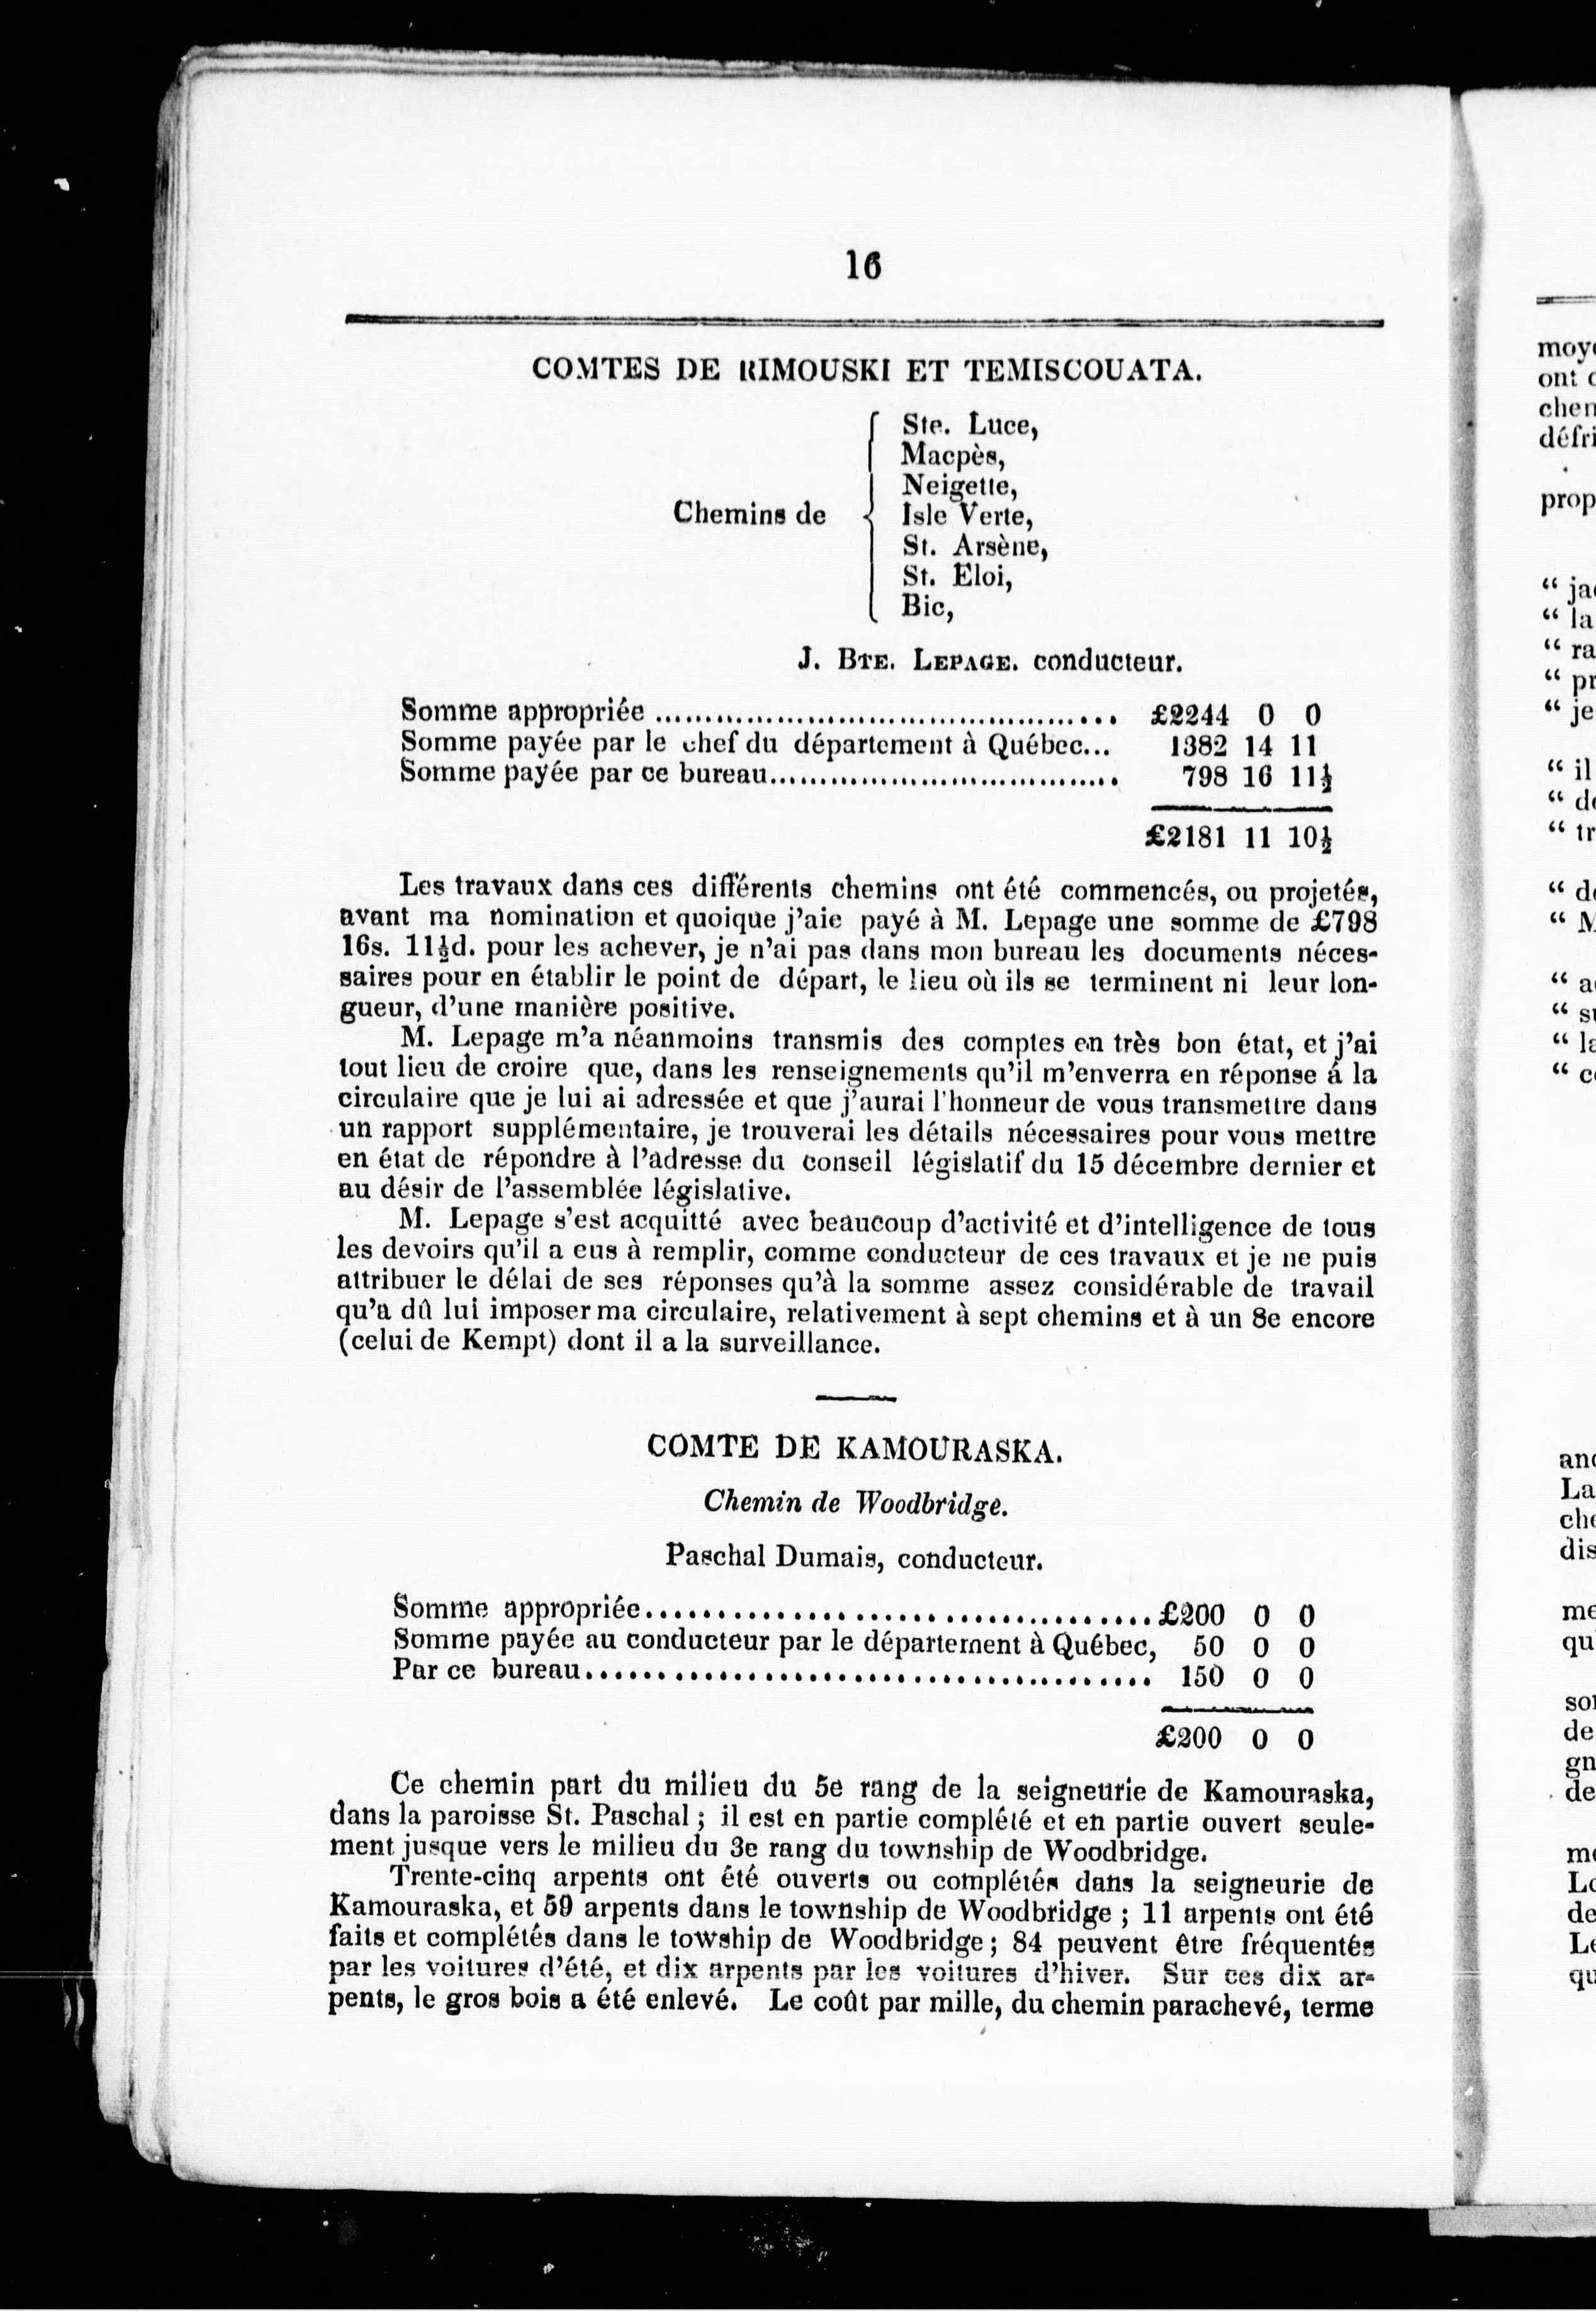 16
COMTES DE RIMOUSKI ET TEMISCOUATA.
Chemins de
Ste. Luce,
Macpès,
Neigette,
Isle Verte,
St. Arsène,
St. Eloi,
Bic,
J. BTE. LEPAGE. conducteur.
Somme appropriée .............................................. £2244 0 0
Somme payée par le chef du département à Québec... 1382 14 11
Somme payée par ce bureau................................... 798 16 11½
£2181 11 10½
Les travaux dans ces différents chemins ont été commencés, ou projetés,
avant ma nomination et quoique j'aie payé à M. Lepage une somme de £798
16s. 11½d. pour les achever, je n'ai pas dans mon bureau les documents néces-
saires pour en établir le point de départ, le lieu où ils se terminent ni leur lon-
gueur, d'une manière positive.
M. Lepage m'a néanmoins transmis des comptes en très bon état, et j'ai
tout lieu de croire que, dans les renseignements qu'il m'enverra en réponse á la
circulaire que je lui ai adressée et que j'aurai l'honneur de vous transmettre dans
un rapport supplémentaire, je trouverai les détails nécessaires pour vous mettre
en état de répondre à l'adresse du conseil législatif du 15 décembre dernier et
au désir de l'assemblée législative.
M. Lepage s'est acquitté avec beaucoup d'activité et d'intelligence de tous
les devoirs qu'il a eus à remplir, comme conducteur de ces travaux et je ne puis
attribuer le délai de ses réponses qu'à la somme assez considérable de travail
qu'a dû lui imposer ma circulaire, relativement à sept chemins et à un 8e encore
(celui de Kempt) dont il a la surveillance.
COMTE DE KAMOURASKA.
Chemin de Woodbridge.
Paschal Dumais, conducteur.
Somme appropriée..................................... £200 0 0
Somme payée au conducteur par le département à Québec, 50 0 0
Par ce bureau.......................................... 150 0 0
£200 0 0
Ce chemin part du milieu du 5e rang de la seigneurie de Kamouraska,
dans la paroisse St. Paschal ; il est en partie complété et en partie ouvert seule-
ment jusque vers le milieu du 3e rang du township de Woodbridge.
Trente-cinq arpents ont été ouverts ou complétés dans la seigneurie de
Kamouraska, et 59 arpents dans le township de Woodbridge ; 11 arpents ont été
faits et complétés dans le towship de Woodbridge ; 84 peuvent être fréquentés
par les voitures d'été, et dix arpents par les voitures d'hiver. Sur ces dix ar-
pents, le gros bois a été enlevé. Le coût par mille, du chemin parachevé, terme